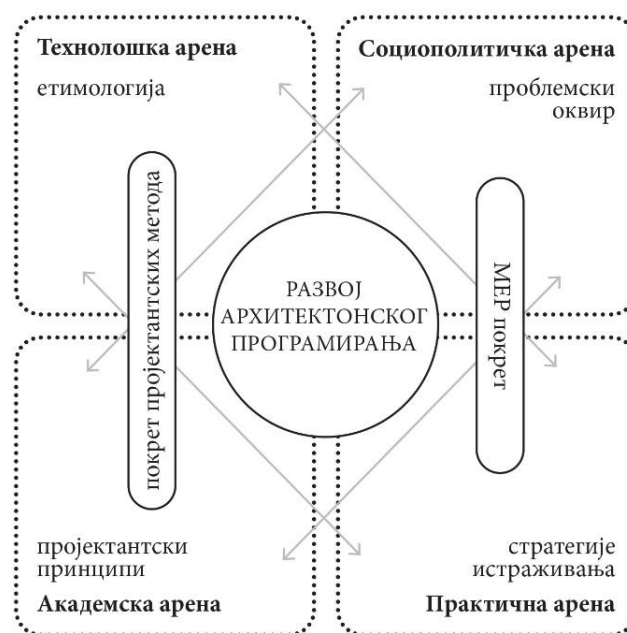 Технолошка арена
етимологија
Социополитичка арена
проблемски
оквир
покрет пројектантских метода
РАЗВОЈ
АРХИТЕКТОНСКОГ
ПРОГРАМИРАЊА
МЕР покрет
пројектантски
принципи
Академска арена
стратегије
истраживања
Практична арена